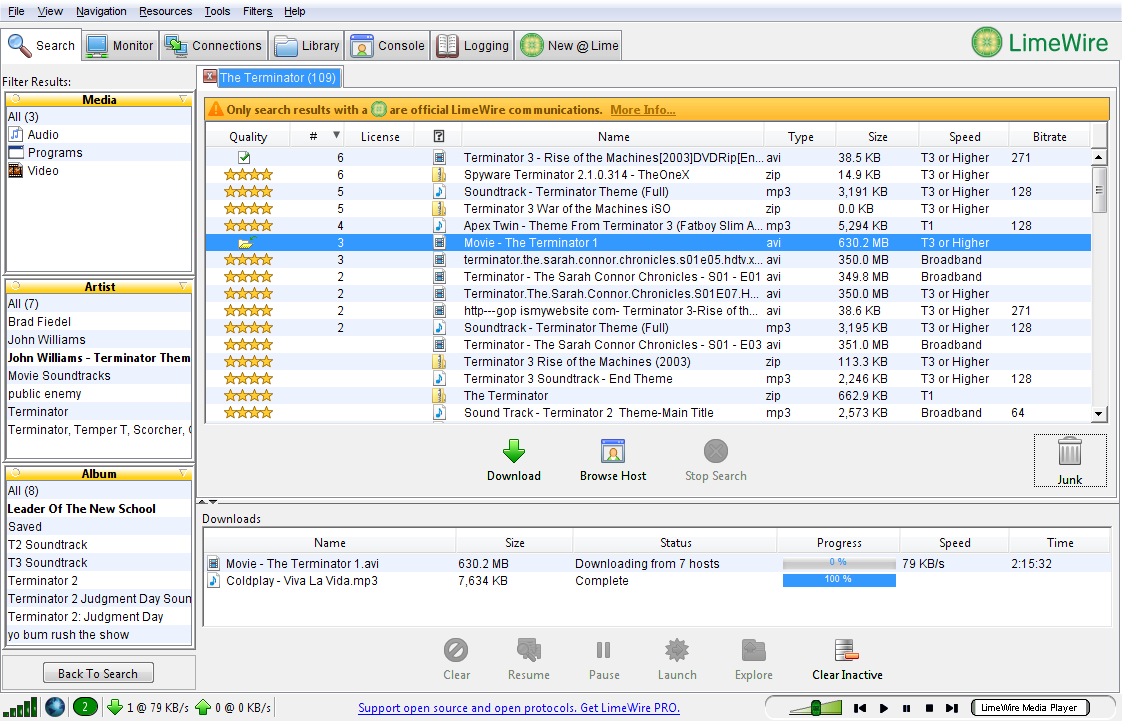 File View Navigation Resources Tools Filters Help
Search Monitor Connections Library Console Logging New @ Lime LimeWire
Filter Results:
Media
All (3)
Audio
Programs
Video
Artist
All (7)
Brad Fiedel
John Williams
John Williams - Terminator Them
Movie Soundtracks
public enemy
Terminator
Terminator, Temper T, Scorcher,
Album
All (8)
Leader Of The New School
Saved
T2 Soundtrack
T3 Soundtrack
Terminator 2
Terminator 2 Judgment Day Soun
Terminator 2: Judgment Day
yo bum rush the show
Back To Search
The Terminator (109)
Only search results with a are official LimeWire communications. More Info...
Quality # License ? Name Type Size Speed Bitrate
6 Terminator 3 - Rise of the Machines[2003]DVDRip[En... avi 38.5 KB T3 or Higher 271
6 Spyware Terminator 2.1.0.314 - TheOneX zip 14.9 KB T3 or Higher
5 Soundtrack - Terminator Theme (Full) mp3 3,191 KB T3 or Higher 128
5 Terminator 3 War of the Machines iSO zip 0.0 KB T3 or Higher
4 Apex Twin - Theme From Terminator 3 (Fatboy Slim A... mp3 5,294 KB T1 128
3 Movie - The Terminator 1 avi 630.2 MB T3 or Higher
3 terminator.the.sarah.connor.chronicles.s01e05.hdtv.x... avi 350.0 MB Broadband
2 Terminator - The Sarah Connor Chronicles - S01 - E01 avi 349.8 MB Broadband
2 Terminator.The.Sarah.Connor.Chronicles.S01E07.H... avi 350.0 MB T3 or Higher
2 http---gop ismywebsite com- Terminator 3-Rise of th... avi 38.6 KB T3 or Higher 271
2 Soundtrack - Terminator Theme (Full) mp3 3,195 KB T3 or Higher 128
Terminator - The Sarah Connor Chronicles - S01 - E03 avi 351.0 MB Broadband
Terminator 3 Rise of the Machines (2003) zip 113.3 KB T3 or Higher
Terminator 3 Soundtrack - End Theme mp3 2,246 KB T3 or Higher 128
The Terminator zip 662.9 KB T1
Sound Track - Terminator 2 Theme-Main Title mp3 2,573 KB Broadband 64
Download Browse Host Stop Search Junk
Downloads
Name Size Status Progress Speed Time
Movie - The Terminator 1.avi 630.2 MB Downloading from 7 hosts 0 % 79 KB/s 2:15:32
Coldplay - Viva La Vida.mp3 7,634 KB Complete 100 %
Clear Resume Pause Launch Explore Clear Inactive
2 1 @ 79 KB/s 0 @ 0 KB/s Support open source and open protocols. Get LimeWire PRO. LimeWire Media Player